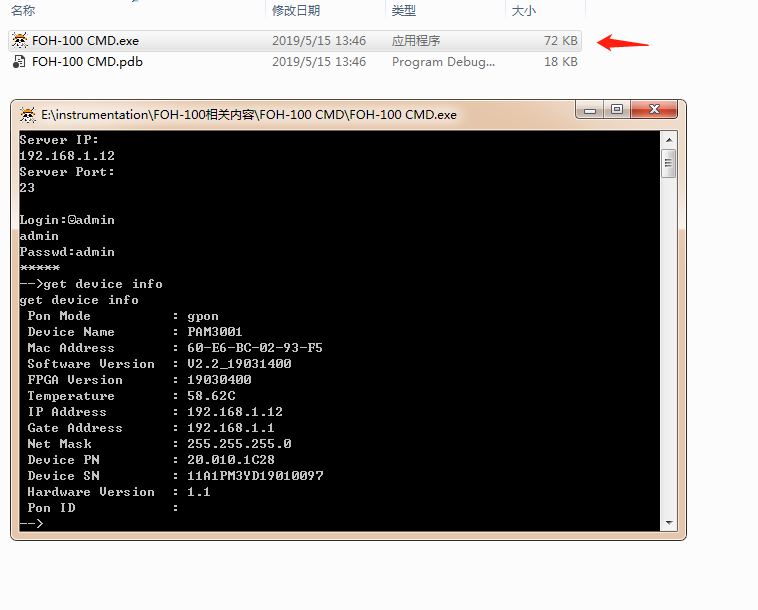 名称 修改日期 类型 大小
FOH-100 CMD.exe 2019/5/15 13:46 应用程序 72 KB
FOH-100 CMD.pdb 2019/5/15 13:46 Program Debug... 18 KB
E:\instrumentation\FOH-100相关内容\FOH-100 CMD\FOH-100 CMD.exe
Server IP:
192.168.1.12
Server Port:
23
Login:☺admin
admin
Passwd:admin
*****
-->get device info
get device info
Pon Mode : gpon
Device Name : PAM3001
Mac Address : 60-E6-BC-02-93-F5
Software Version : V2.2_19031400
FPGA Version : 19030400
Temperature : 58.62C
IP Address : 192.168.1.12
Gate Address : 192.168.1.1
Net Mask : 255.255.255.0
Device PN : 20.010.1C28
Device SN : 11A1PM3YD19010097
Hardware Version : 1.1
Pon ID :
-->